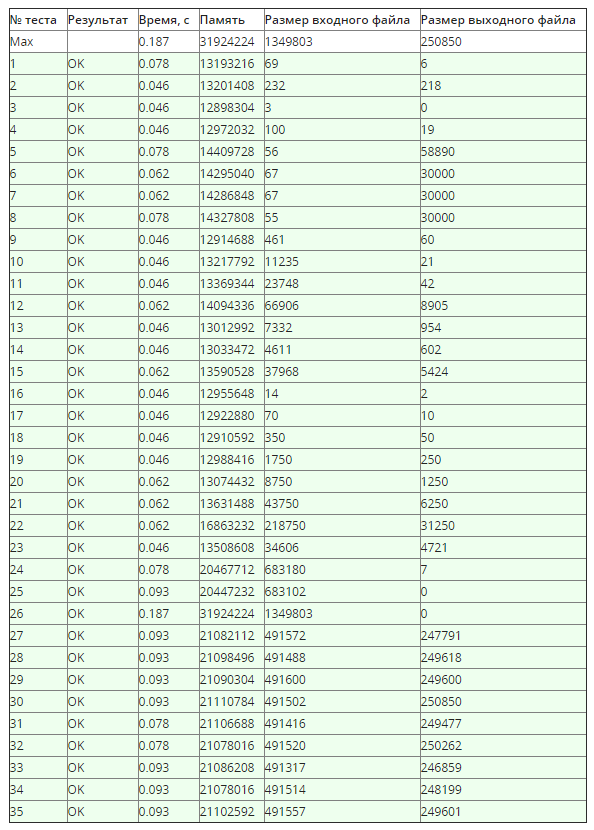 № теста Результат Время, с Память Размер входного файла Размер выходного файла
Max 0.187 31924224 1349803 250850
1 OK 0.078 13193216 69 6
2 OK 0.046 13201408 232 218
3 OK 0.046 12898304 3 0
4 OK 0.046 12972032 100 19
5 OK 0.078 14409728 56 58890
6 OK 0.062 14295040 67 30000
7 OK 0.062 14286848 67 30000
8 OK 0.078 14327808 55 30000
9 OK 0.046 12914688 461 60
10 OK 0.046 13217792 11235 21
11 OK 0.046 13369344 23748 42
12 OK 0.062 14094336 66906 8905
13 OK 0.046 13012992 7332 954
14 OK 0.046 13033472 4611 602
15 OK 0.062 13590528 37968 5424
16 OK 0.046 12955648 14 2
17 OK 0.046 12922880 70 10
18 OK 0.046 12910592 350 50
19 OK 0.046 12988416 1750 250
20 OK 0.062 13074432 8750 1250
21 OK 0.062 13631488 43750 6250
22 OK 0.062 16863232 218750 31250
23 OK 0.046 13508608 34606 4721
24 OK 0.078 20467712 683180 7
25 OK 0.093 20447232 683102 0
26 OK 0.187 31924224 1349803 0
27 OK 0.093 21082112 491572 247791
28 OK 0.093 21098496 491488 249618
29 OK 0.093 21090304 491600 249600
30 OK 0.093 21110784 491502 250850
31 OK 0.078 21106688 491416 249477
32 OK 0.078 21078016 491520 250262
33 OK 0.093 21086208 491317 246859
34 OK 0.093 21078016 491514 248199
35 OK 0.093 21102592 491557 249601